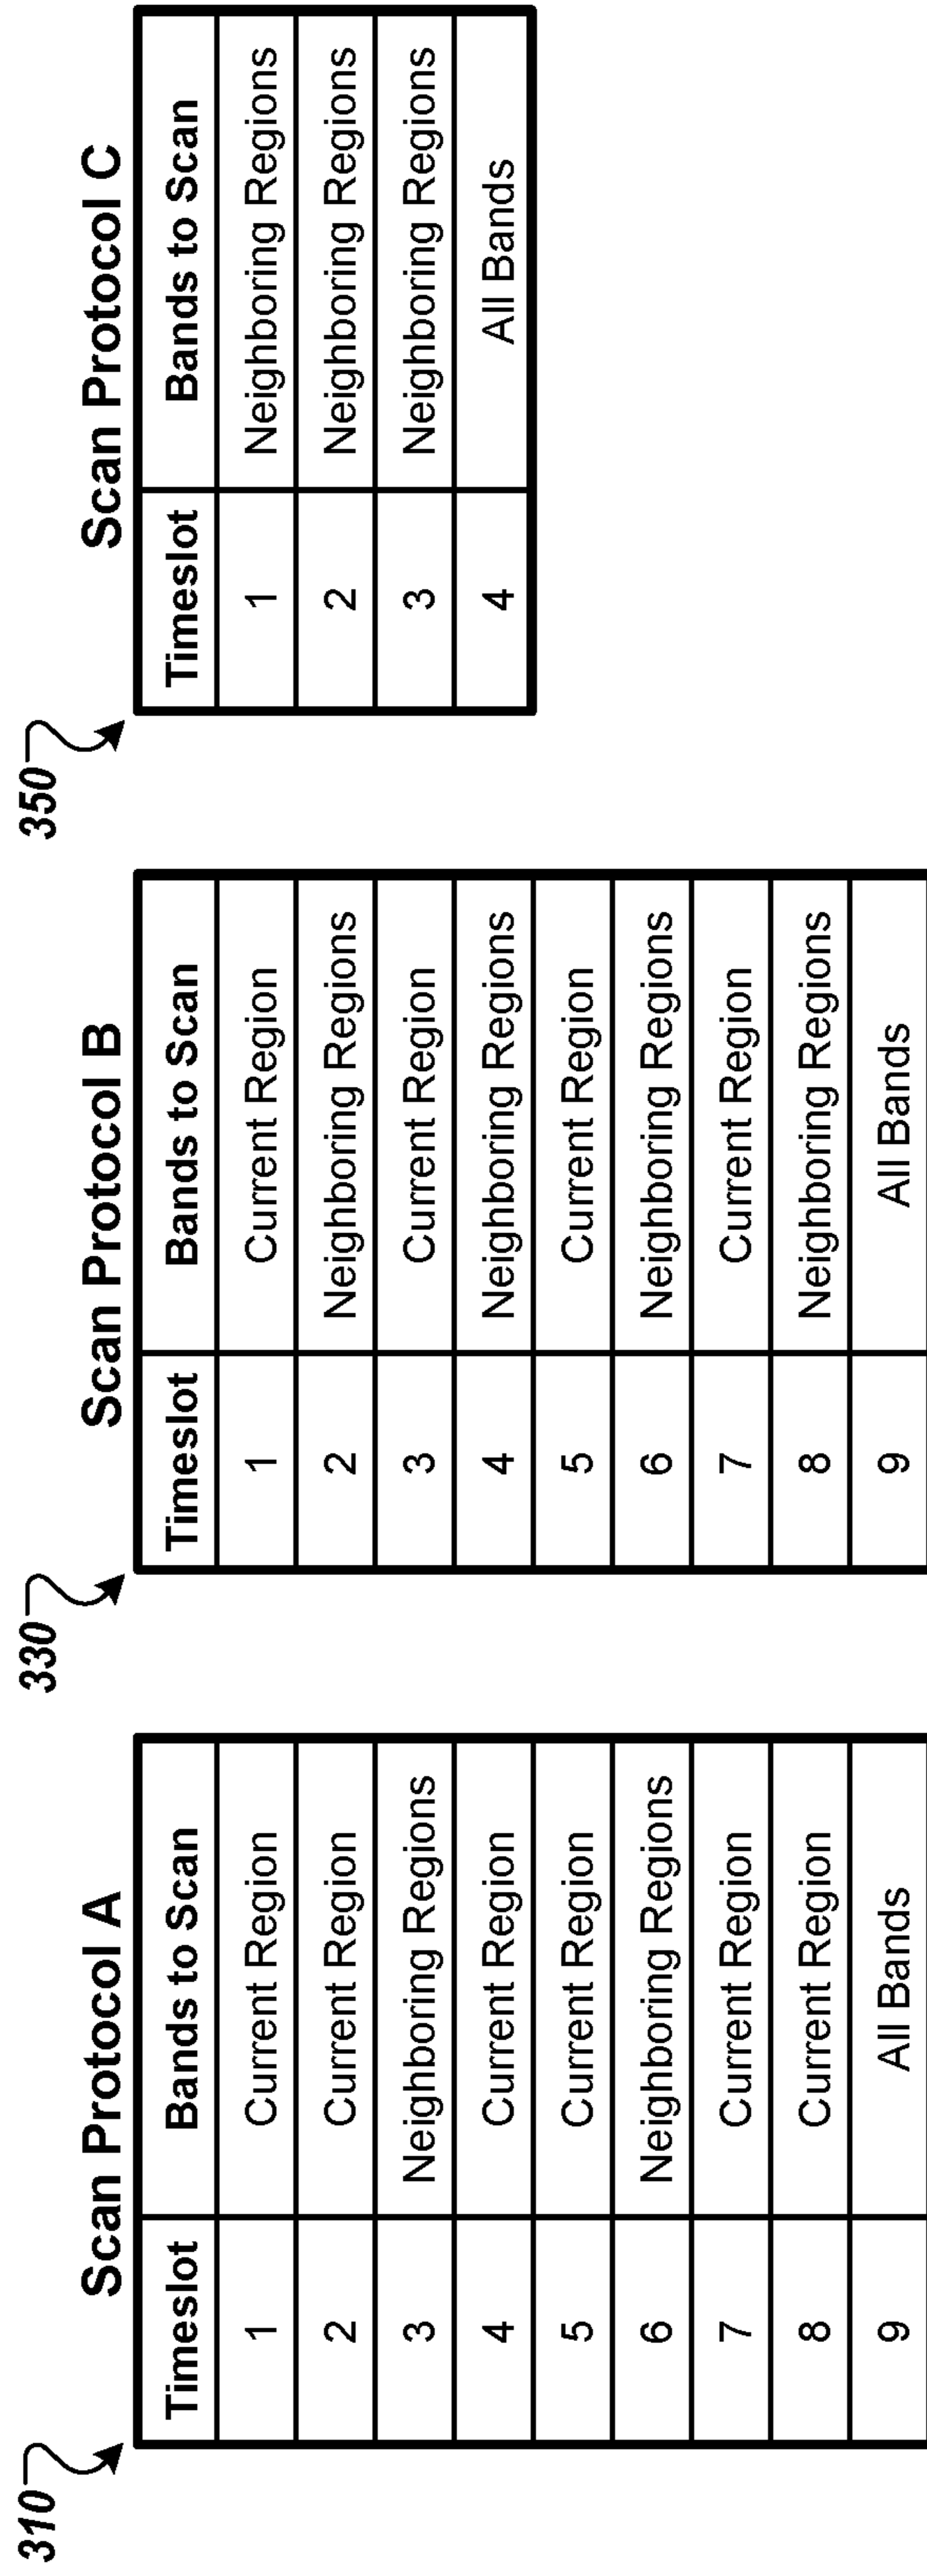 310
Scan Protocol A
Timeslot Bands to Scan
1 Current Region
2 Current Region
3 Neighboring Regions
4 Current Region
5 Current Region
6 Neighboring Regions
7 Current Region
8 Current Region
9 All Bands
330
Scan Protocol B
Timeslot Bands to Scan
1 Current Region
2 Neighboring Regions
3 Current Region
4 Neighboring Regions
5 Current Region
6 Neighboring Regions
7 Current Region
8 Neighboring Regions
9 All Bands
350
Scan Protocol C
Timeslot Bands to Scan
1 Neighboring Regions
2 Neighboring Regions
3 Neighboring Regions
4 All Bands